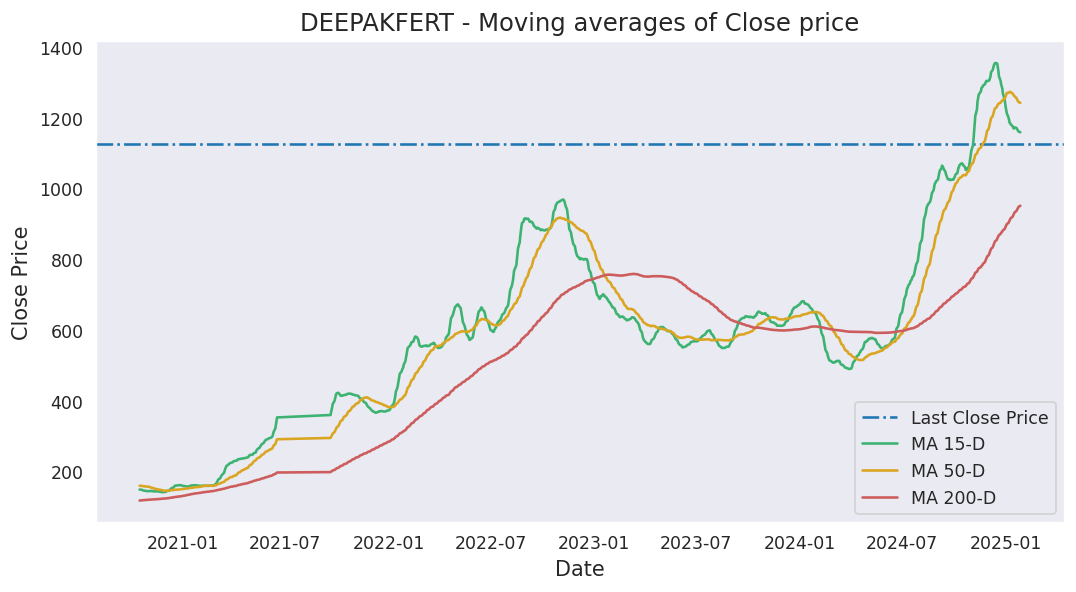 DEEPAKFERT - Moving averages of Close price
1400
1200
1000
800
600
400
200
Close Price
2021-01
2021-07
2022-01
2022-07
2023-01
2023-07
2024-01
2024-07
2025-01
Date
Last Close Price
MA 15-D
MA 50-D
MA 200-D